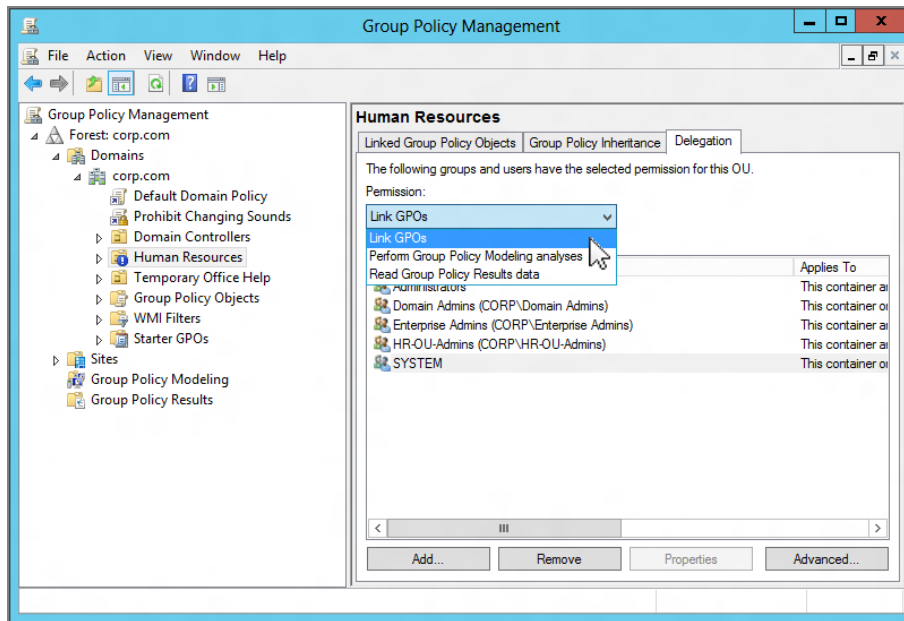 Group Policy Management
File Action View Window Help
Group Policy Management
Forest: corp.com
Domains
corp.com
Default Domain Policy
Prohibit Changing Sounds
Domain Controllers
Human Resources
Temporary Office Help
Group Policy Objects
WMI Filters
Starter GPOs
Sites
Group Policy Modeling
Group Policy Results
Human Resources
Linked Group Policy Objects Group Policy Inheritance Delegation
The following groups and users have the selected permission for this OU.
Permission:
Link GPOs
Link GPOs
Perform Group Policy Modeling analyses
Read Group Policy Results data
Applies To
Administrators This container a
Domain Admins (CORP\Domain Admins) This container o
Enterprise Admins (CORP\Enterprise Admins) This container a
HR-OU-Admins (CORP\HR-OU-Admins) This container a
SYSTEM This container o
Add... Remove Properties Advanced...